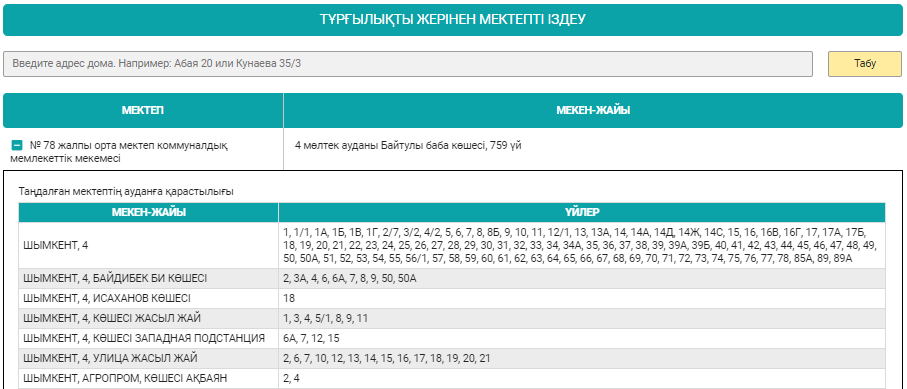 ТҰРҒЫЛЫҚТЫ ЖЕРІНЕН МЕКТЕПТІ ІЗДЕУ
Введите адрес дома. Например: Абая 20 или Кунаева 35/3
Табу
МЕКТЕП
МЕКЕН-ЖАЙЫ
№ 78 жалпы орта мектеп коммуналдық
мемлекеттік мекемесі
4 мөлтек ауданы Байтулы баба көшесі, 759 үй
Таңдалған мектептің ауданға қарастылығы
МЕКЕН-ЖАЙЫ
ҮЙЛЕР
ШЫМКЕНТ, 4
1, 1/1, 1А, 1Б, 1В, 1Г, 2/7, 3/2, 4/2, 5, 6, 7, 8, 8Б, 9, 10, 11, 12/1, 13, 13А, 14, 14А, 14Д, 14Ж, 14С, 15, 16, 16В, 16Г, 17, 17А, 17Б,
18, 19, 20, 21, 22, 23, 24, 25, 26, 27, 28, 29, 30, 31, 32, 33, 34, 34А, 35, 36, 37, 38, 39, 39А, 39Б, 40, 41, 42, 43, 44, 45, 46, 47, 48, 49,
50, 50А, 51, 52, 53, 54, 55, 56/1, 57, 58, 59, 60, 61, 62, 63, 64, 65, 66, 67, 68, 69, 70, 71, 72, 73, 74, 75, 76, 77, 78, 85А, 89, 89А
ШЫМКЕНТ, 4, БАЙДИБЕК БИ КӨШЕСІ
2, 3А, 4, 6, 6А, 7, 8, 9, 50, 50А
ШЫМКЕНТ, 4, ИСАХАНОВ КӨШЕСІ
18
ШЫМКЕНТ, 4, КӨШЕСІ ЖАСЫЛ ЖАЙ
1, 3, 4, 5/1, 8, 9, 11
ШЫМКЕНТ, 4, КӨШЕСІ ЗАПАДНАЯ ПОДСТАНЦИЯ
6А, 7, 12, 15
ШЫМКЕНТ, 4, УЛИЦА ЖАСЫЛ ЖАЙ
2, 6, 7, 10, 12, 13, 14, 15, 16, 17, 18, 19, 20, 21
ШЫМКЕНТ, АГРОПРОМ, КӨШЕСІ АҚБАЯН
2, 4